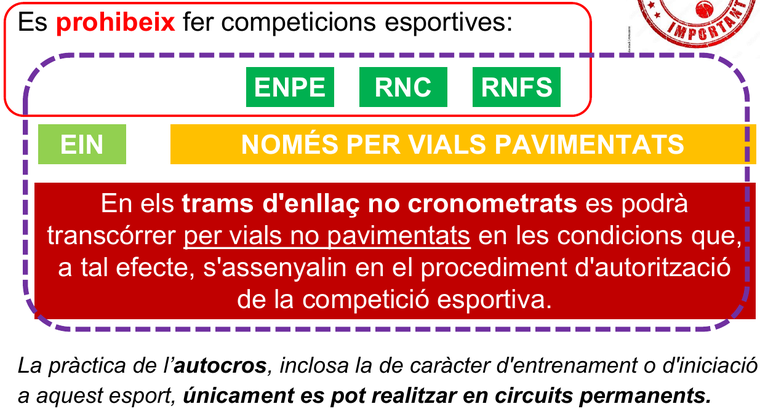 Es prohibeix fer competicions esportives:
IMPORTANT
ENPE RNC RNFS
EIN NOMÉS PER VIALS PAVIMENTATS
En els trams d'enllaç no cronometrats es podrà
transcórrer per vials no pavimentats en les condicions que,
a tal efecte, s'assenyalin en el procediment d'autorització
de la competició esportiva.
La pràctica de l’autocros, inclosa la de caràcter d'entrenament o d'iniciació
a aquest esport, únicament es pot realitzar en circuits permanents.